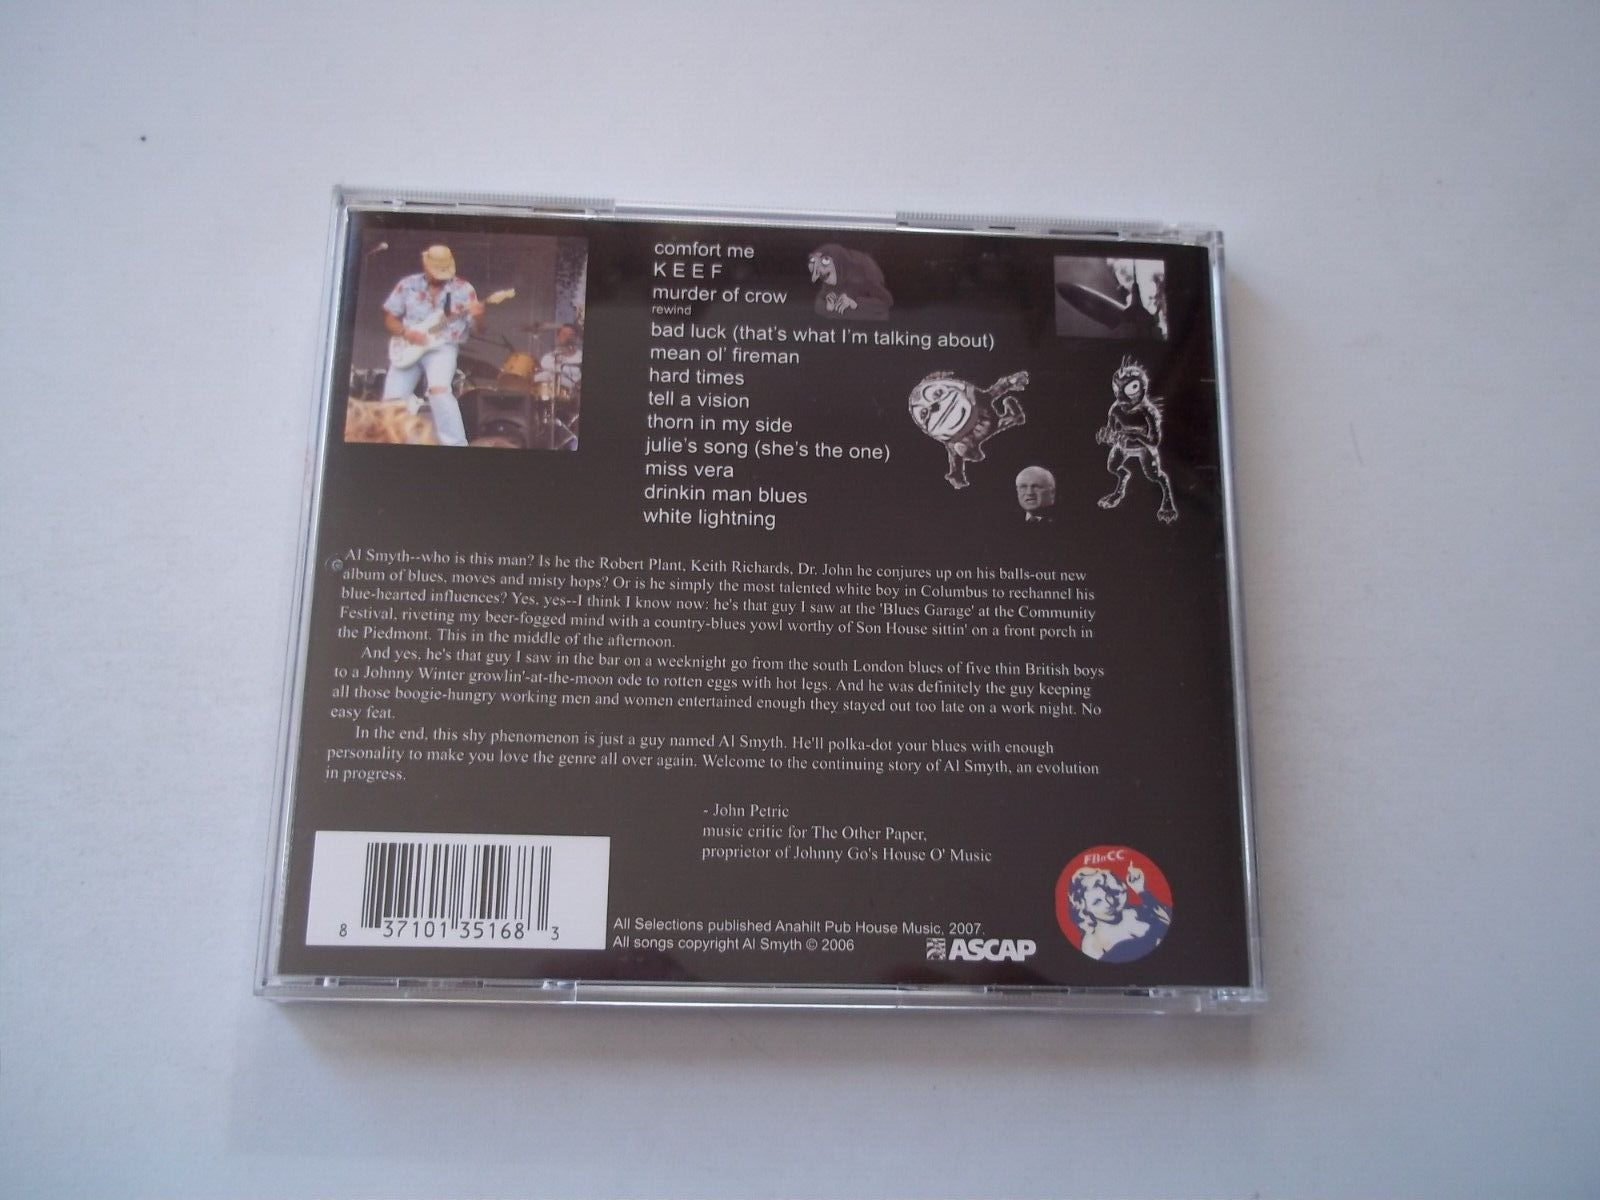 comfort me
K E E F
murder of crow
rewind
bad luck (that's what I'm talking about)
mean ol' fireman
hard times
tell a vision
thorn in my side
julie's song (she's the one)
miss vera
drinkin man blues
white lightning
Al Smyth--who is this man? Is he the Robert Plant, Keith Richards, Dr. John he conjures up on his balls-out new
album of blues, moves and misty hops? Or is he simply the most talented white boy in Columbus to rechannel his
blue-hearted influences? Yes, yes--I think I know now: he's that guy I saw at the 'Blues Garage' at the Community
Festival, riveting my beer-fogged mind with a country-blues yowl worthy of Son House sittin' on a front porch in
the Piedmont. This in the middle of the afternoon.
And yes, he's that guy I saw in the bar on a weeknight go from the south London blues of five thin British boys
to a Johnny Winter growlin'-at-the-moon ode to rotten eggs with hot legs. And he was definitely the guy keeping
all those boogie-hungry working men and women entertained enough they stayed out too late on a work night. No
easy feat.
In the end, this shy phenomenon is just a guy named Al Smyth. He'll polka-dot your blues with enough
personality to make you love the genre all over again. Welcome to the continuing story of Al Smyth, an evolution
in progress.
- John Petric
music critic for The Other Paper,
proprietor of Johnny Go's House O' Music
8 37101 35168 3
All Selections published Anahilt Pub House Music, 2007.
All songs copyright Al Smyth © 2006
ASCAP
FBnCC